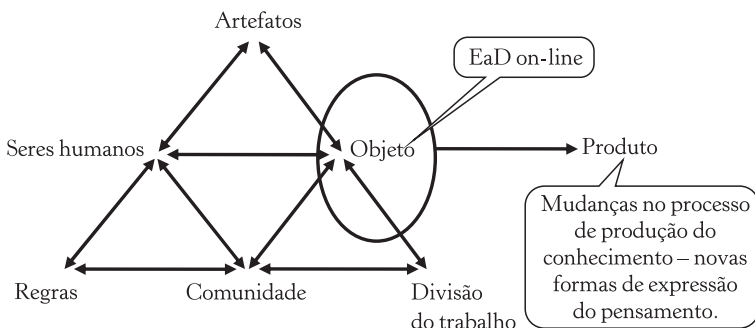 Artefatos
EaD on-line
Seres humanos
Objeto
Produto
Mudanças no processo
de produção do
conhecimento – novas
formas de expressão
do pensamento.
Regras
Comunidade
Divisão
do trabalho